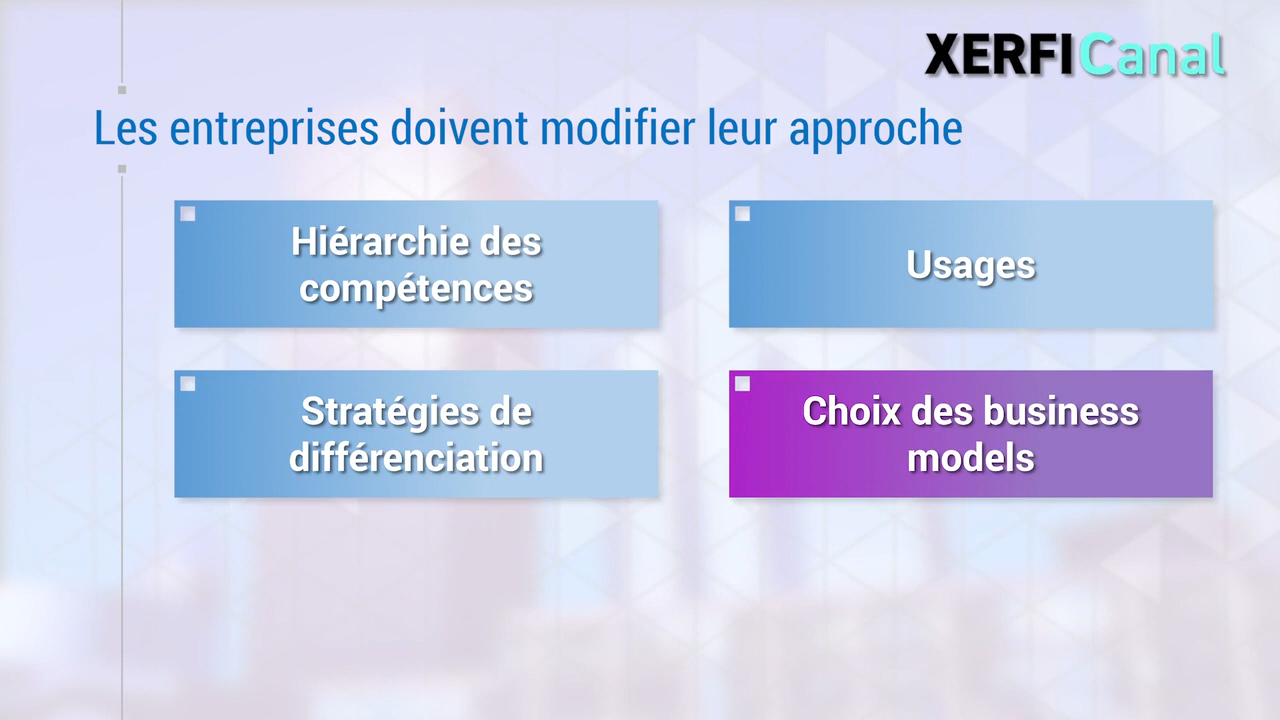 XERFICanal
Les entreprises doivent modifier leur approche
Hiérarchie des
compétences
Usages
Stratégies de
différenciation
Choix des business
models